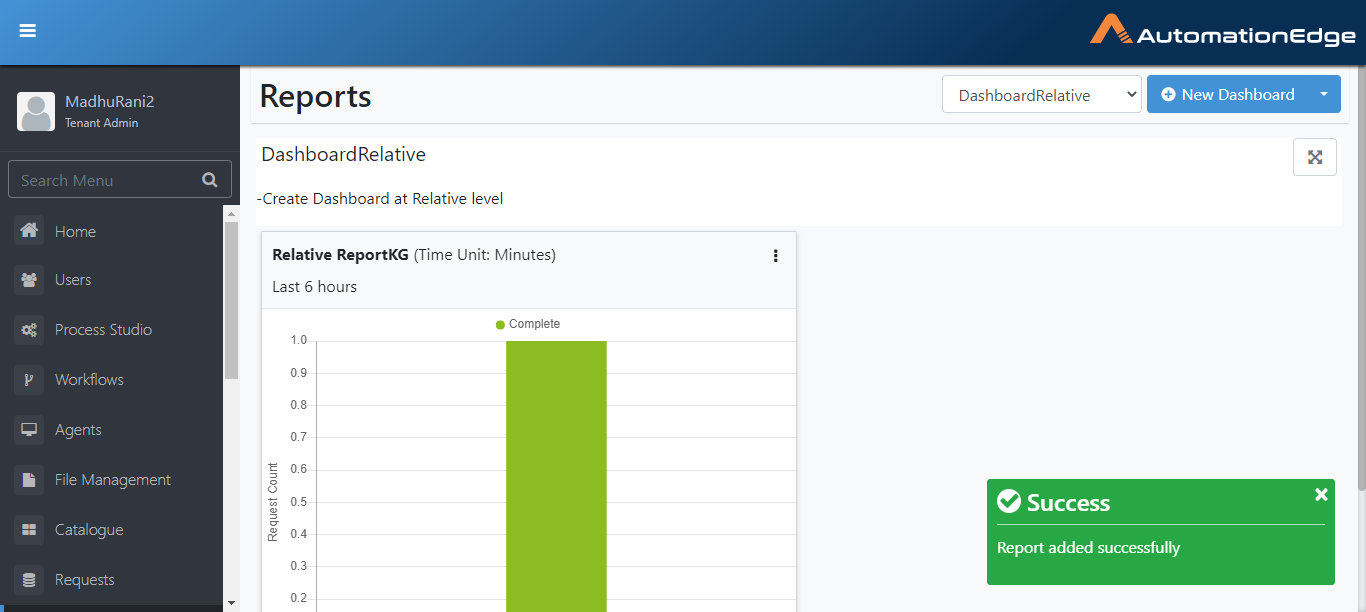 AutomationEdge
MadhuRani2
Tenant Admin
Search Menu
Home
Users
Process Studio
Workflows
Agents
File Management
Catalogue
Requests
Reports
DashboardRelative
New Dashboard
DashboardRelative
-Create Dashboard at Relative level
Relative ReportKG (Time Unit: Minutes)
Last 6 hours
Complete
1.0
0.9
0.8
0.7
0.6
0.5
0.4
0.3
0.2
Request Count
Success
Report added successfully